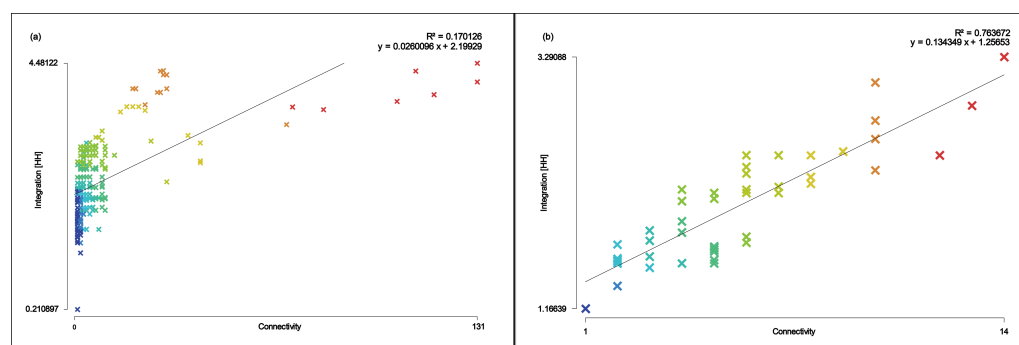 (a)
R² = 0.170126
y = 0.0260096 x + 2.19929
4.48122
Integration [HH]
0.210897
0
Connectivity
131
(b)
R² = 0.763672
y = 0.134349 x + 1.25653
3.29088
Integration [HH]
1.16639
1
Connectivity
14